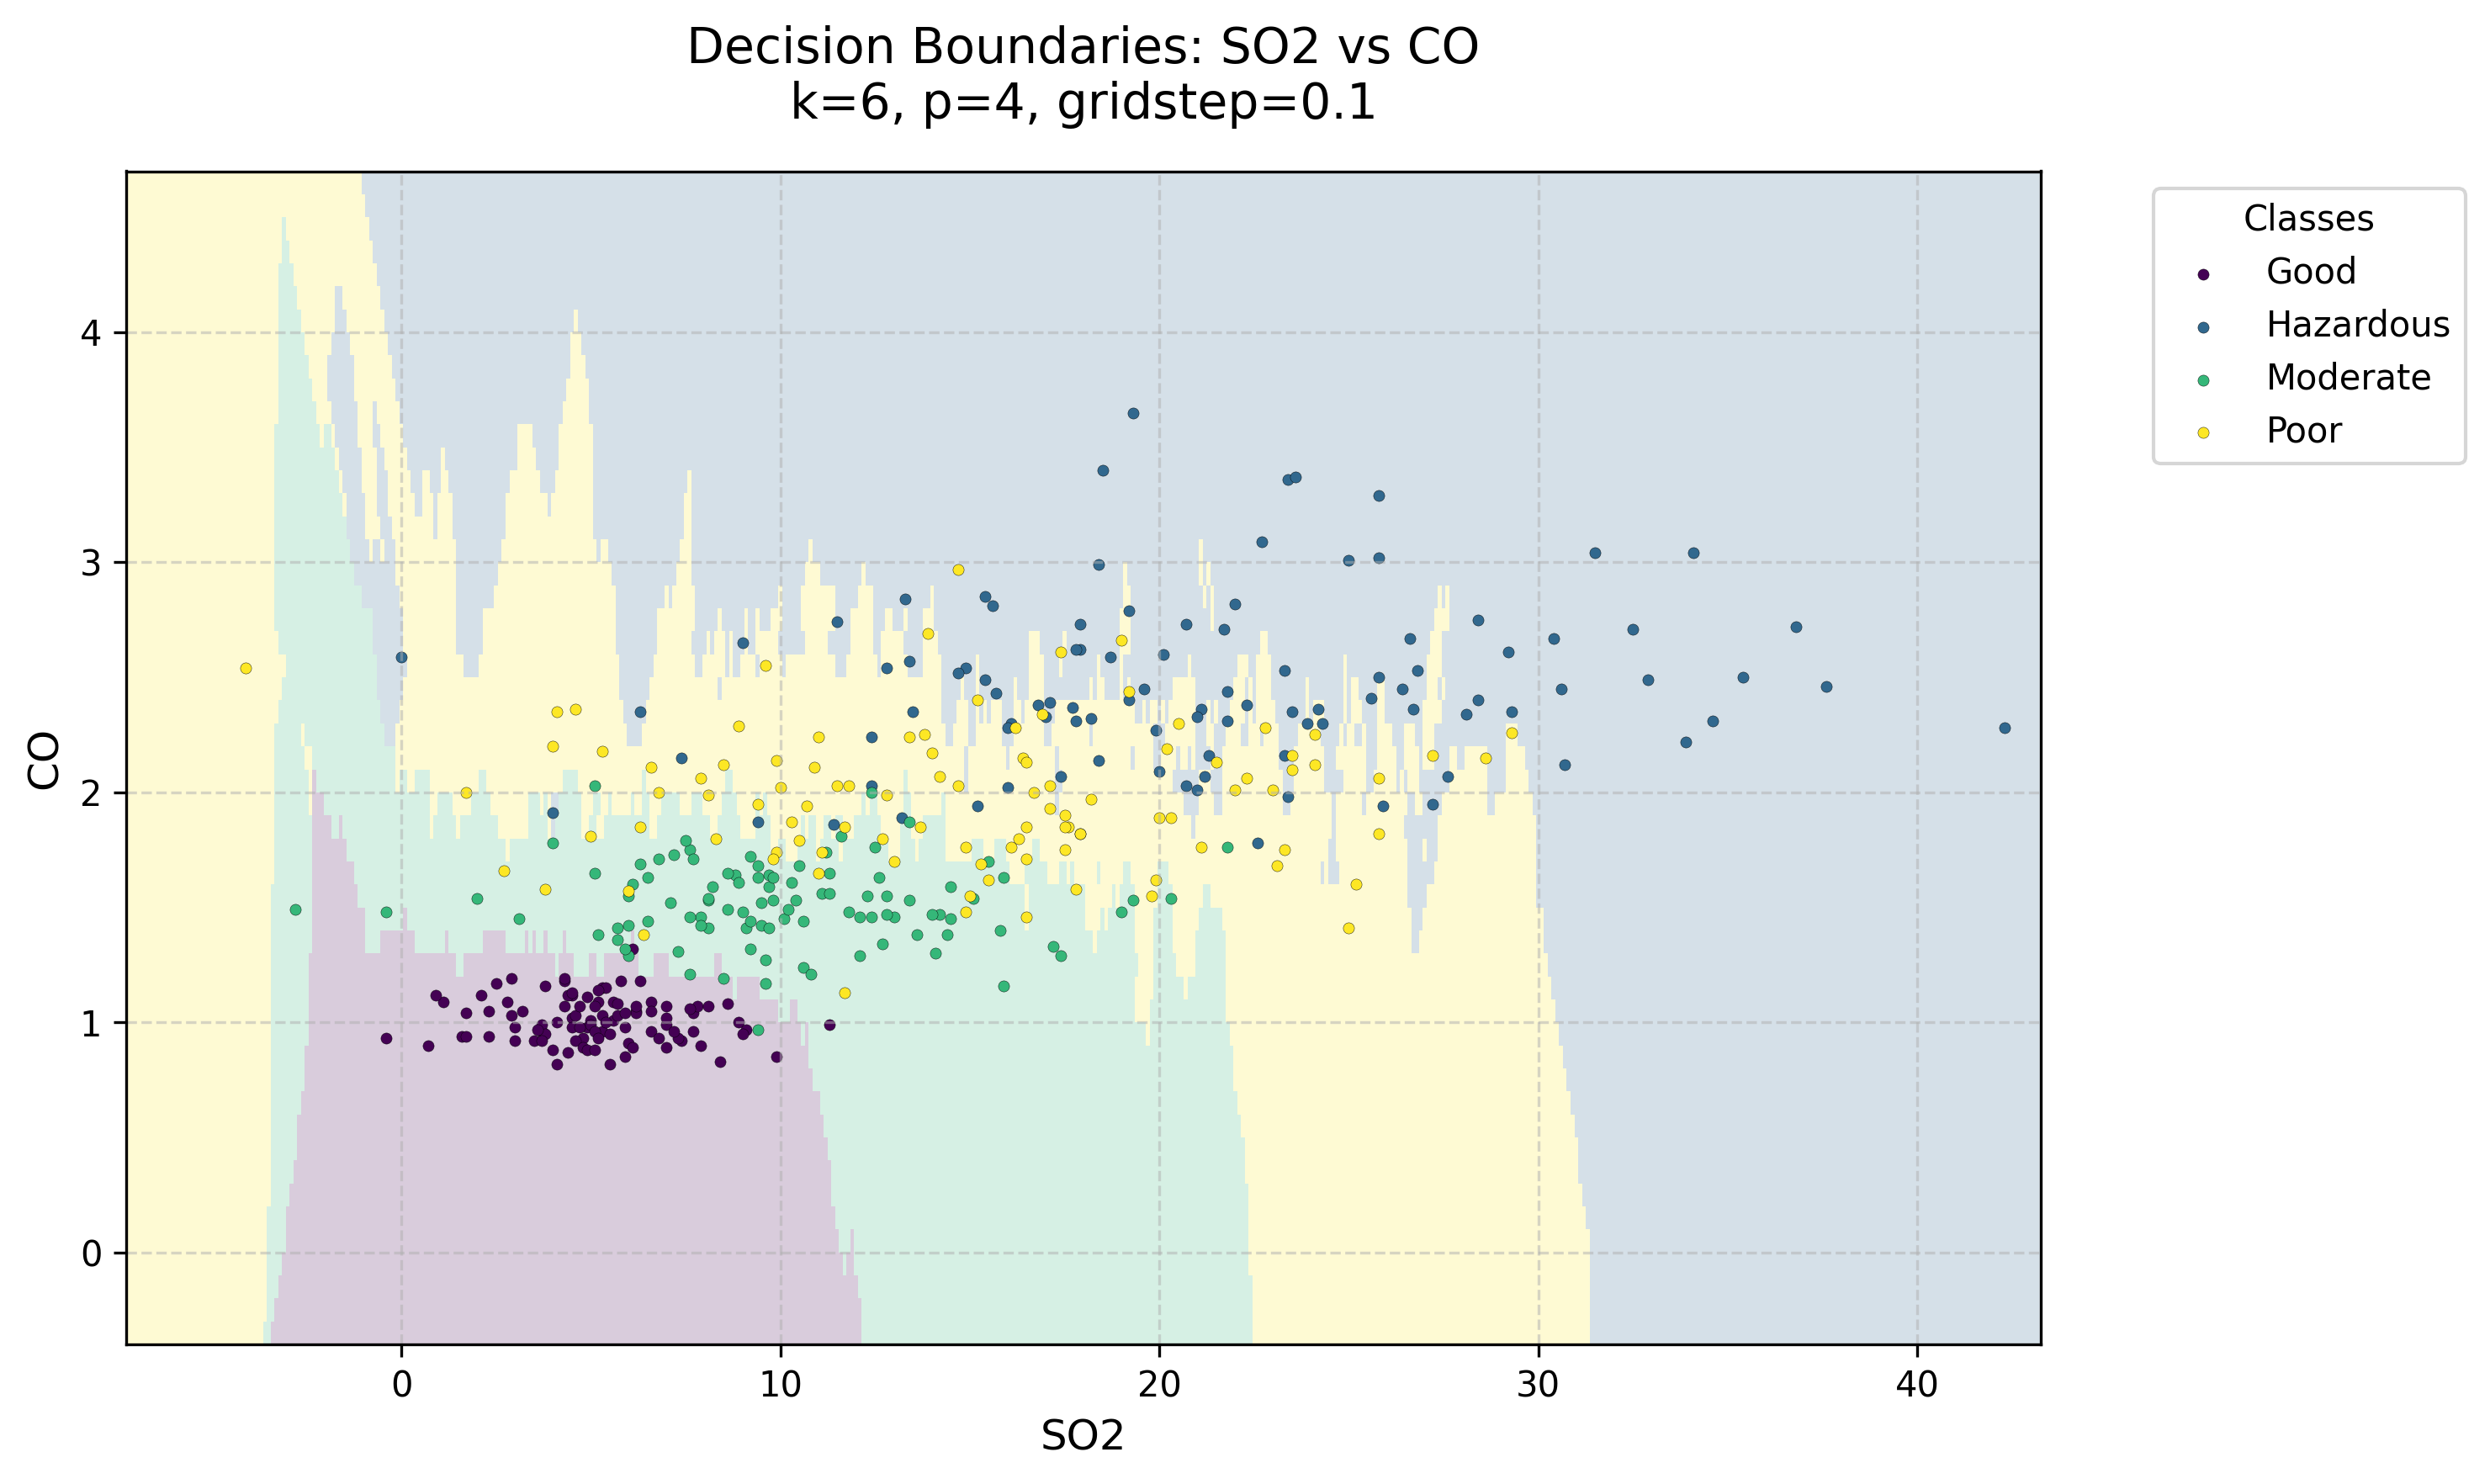 Decision Boundaries: SO2 vs CO
k=6, p=4, gridstep=0.1
Classes
Good
Hazardous
Moderate
Poor
4
3
2
1
0
CO
0 10 20 30 40
SO2